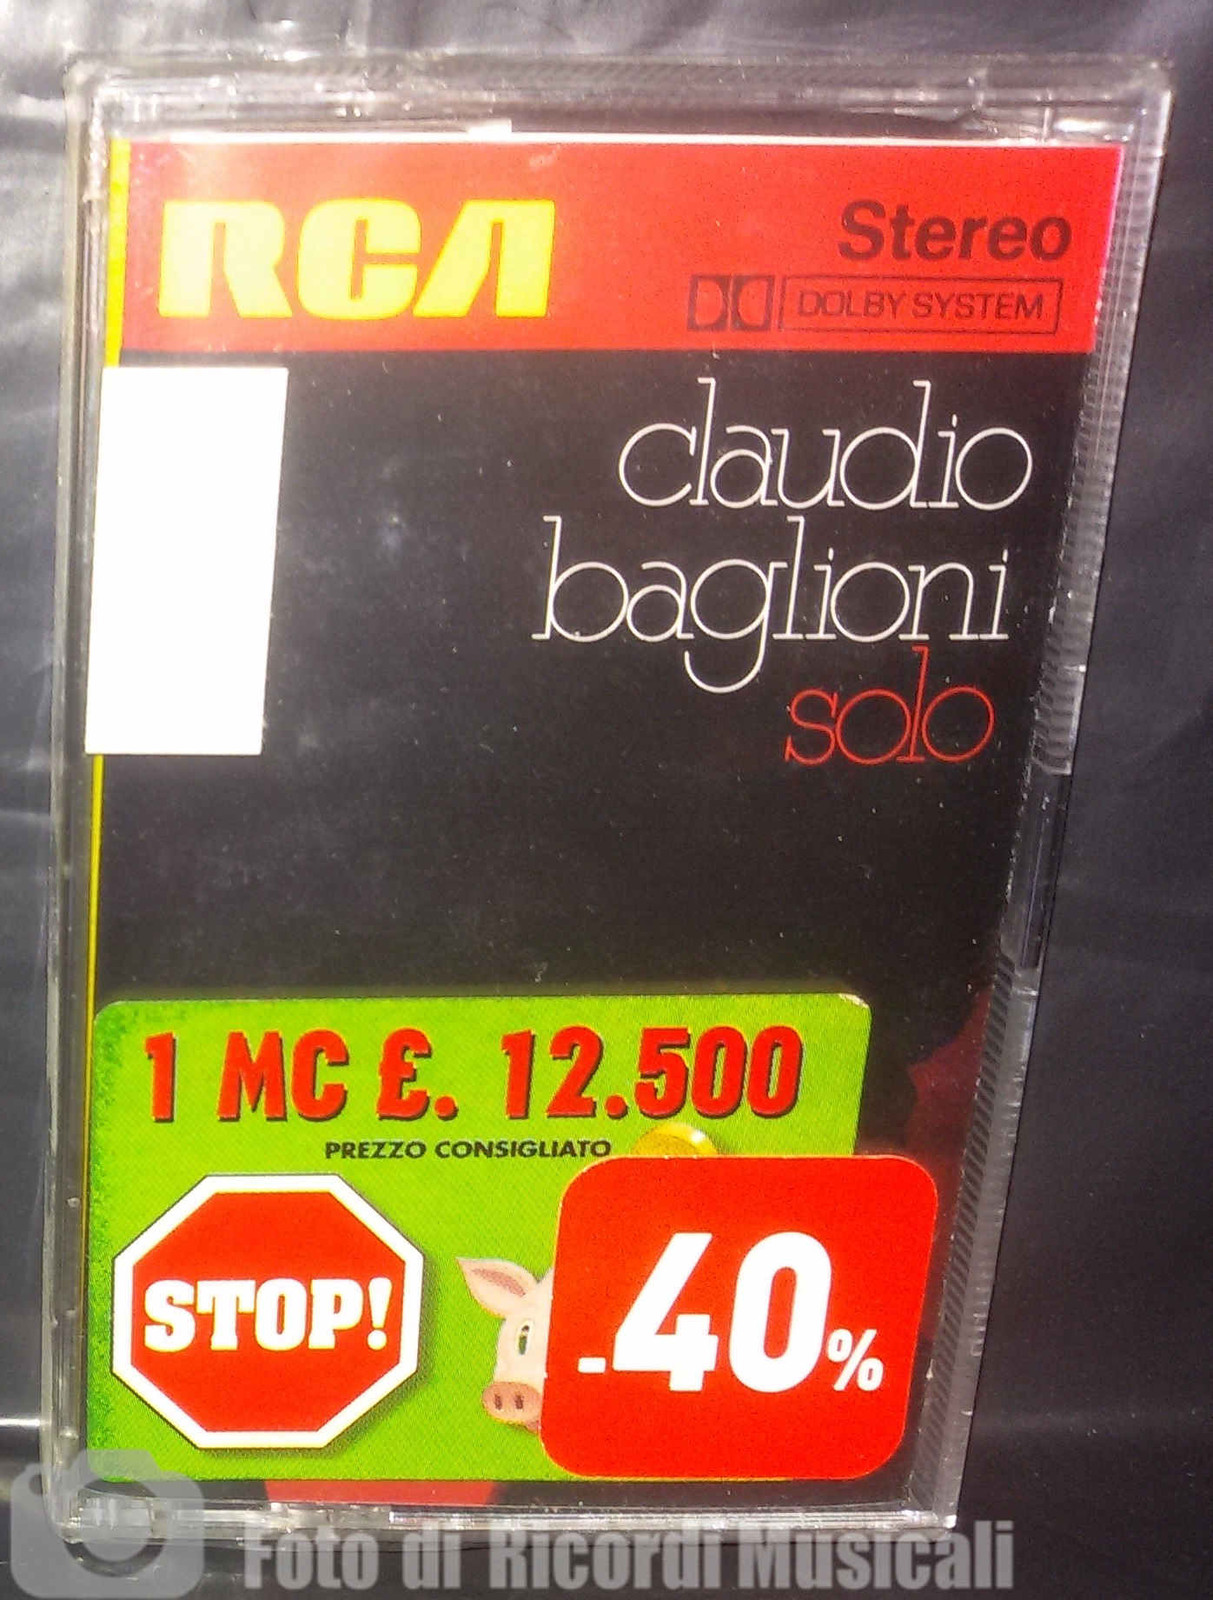 RCA
Stereo
DOLBY SYSTEM
claudio
baglioni
solo
1 MC £. 12.500
PREZZO CONSIGLIATO
STOP!
-40%
Foto di Ricordi Musicali